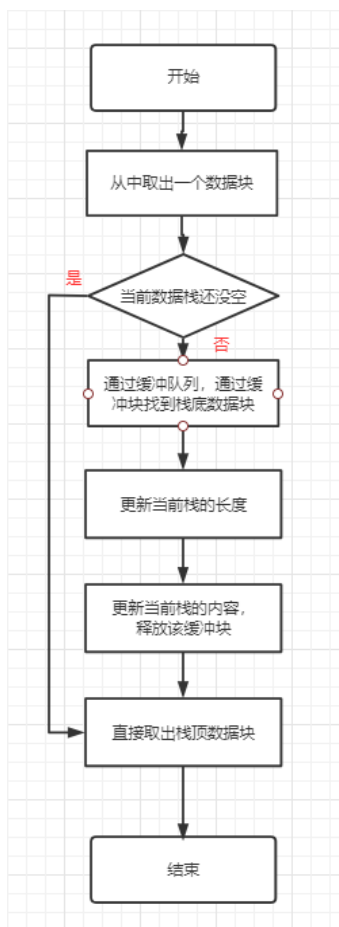 开始
从中取出一个数据块
是
当前数据栈还没空
否
通过缓冲队列，通过缓
冲块找到栈底数据块
更新当前栈的长度
更新当前栈的内容，
释放该缓冲块
直接取出栈顶数据块
结束